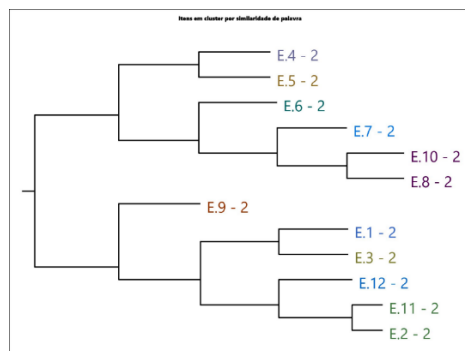 Itens em cluster por similaridade de palavra
E.4 - 2
E.5 - 2
E.6 - 2
E.7 - 2
E.10 - 2
E.8 - 2
E.9 - 2
E.1 - 2
E.3 - 2
E.12 - 2
E.11 - 2
E.2 - 2